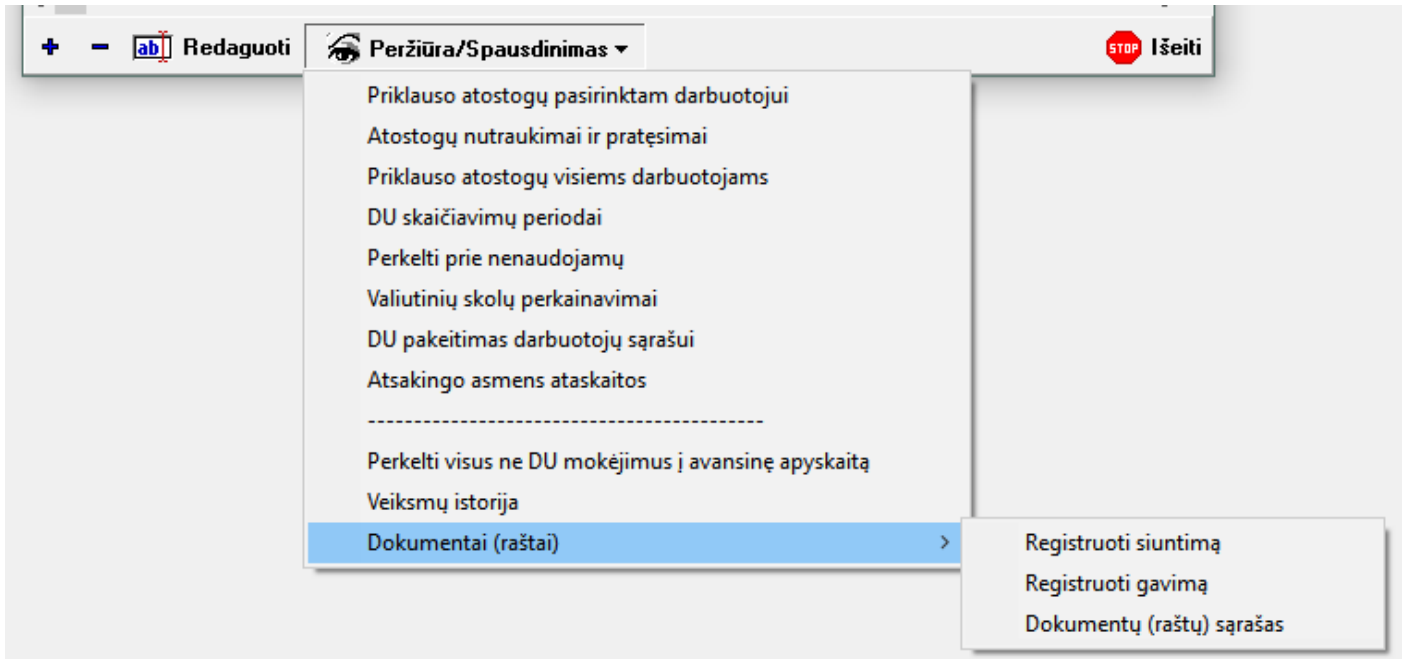 + - ab Redaguoti Peržiūra/Spausdinimas STOP Išeiti
Priklauso atostogų pasirinktam darbuotojui
Atostogų nutraukimai ir pratęsimai
Priklauso atostogų visiems darbuotojams
DU skaičiavimų periodai
Perkelti prie nenaudojamų
Valiutinių skolų perkainavimai
DU pakeitimas darbuotojų sąrašui
Atsakingo asmens ataskaitos
-------------------------------------------
Perkelti visus ne DU mokėjimus į avansinę apyskaitą
Veiksmų istorija
Dokumentai (raštai) >
Registruoti siuntimą
Registruoti gavimą
Dokumentų (raštų) sąrašas